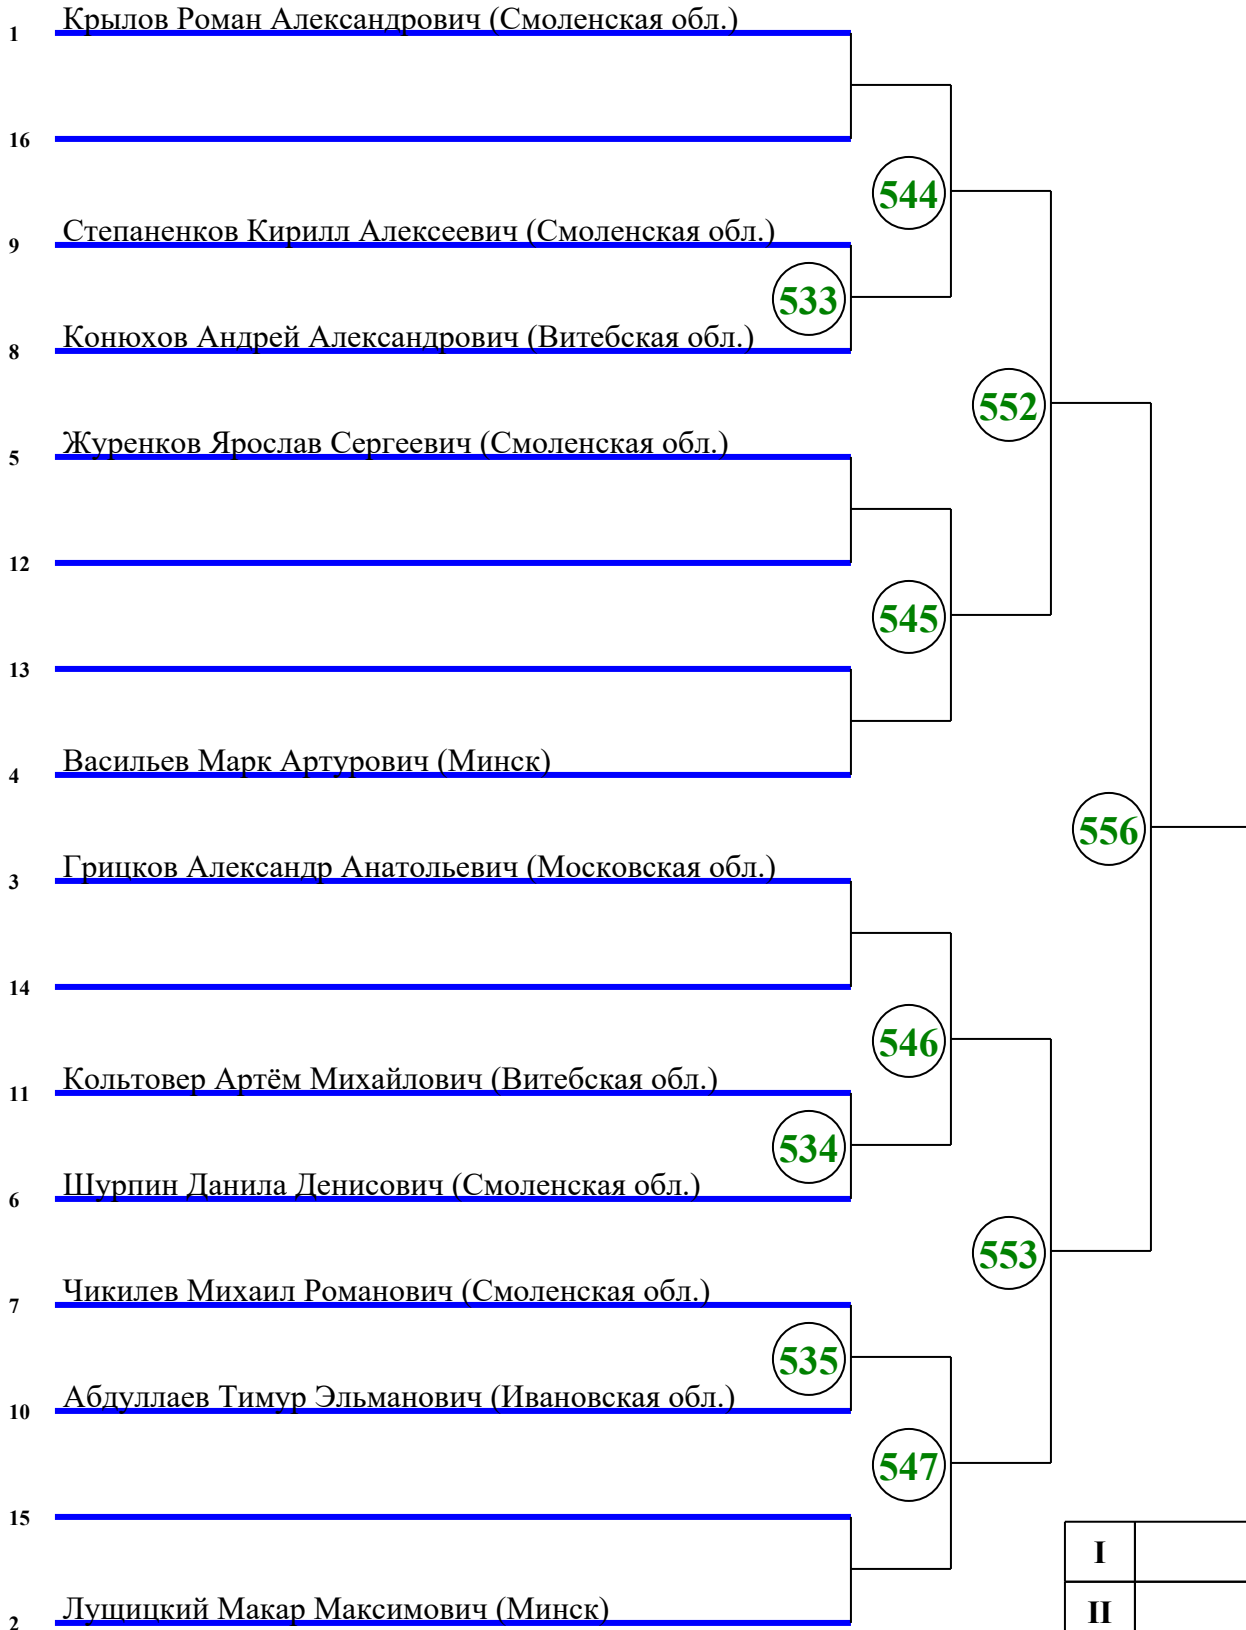 Крылов Роман Александрович (Смоленская обл.)
1
16
544
Степаненков Кирилл Алексеевич (Смоленская обл.)
9
533
Конюхов Андрей Александрович (Витебская обл.)
8
552
Журенков Ярослав Сергеевич (Смоленская обл.)
5
12
545
13
Васильев Марк Артурович (Минск)
4
556
Грицков Александр Анатольевич (Московская обл.)
3
14
546
Кольтовер Артём Михайлович (Витебская обл.)
11
534
Шурпин Данила Денисович (Смоленская обл.)
6
553
Чикилев Михаил Романович (Смоленская обл.)
7
535
Абдуллаев Тимур Эльманович (Ивановская обл.)
10
547
15
I
Лущицкий Макар Максимович (Минск)
2
II